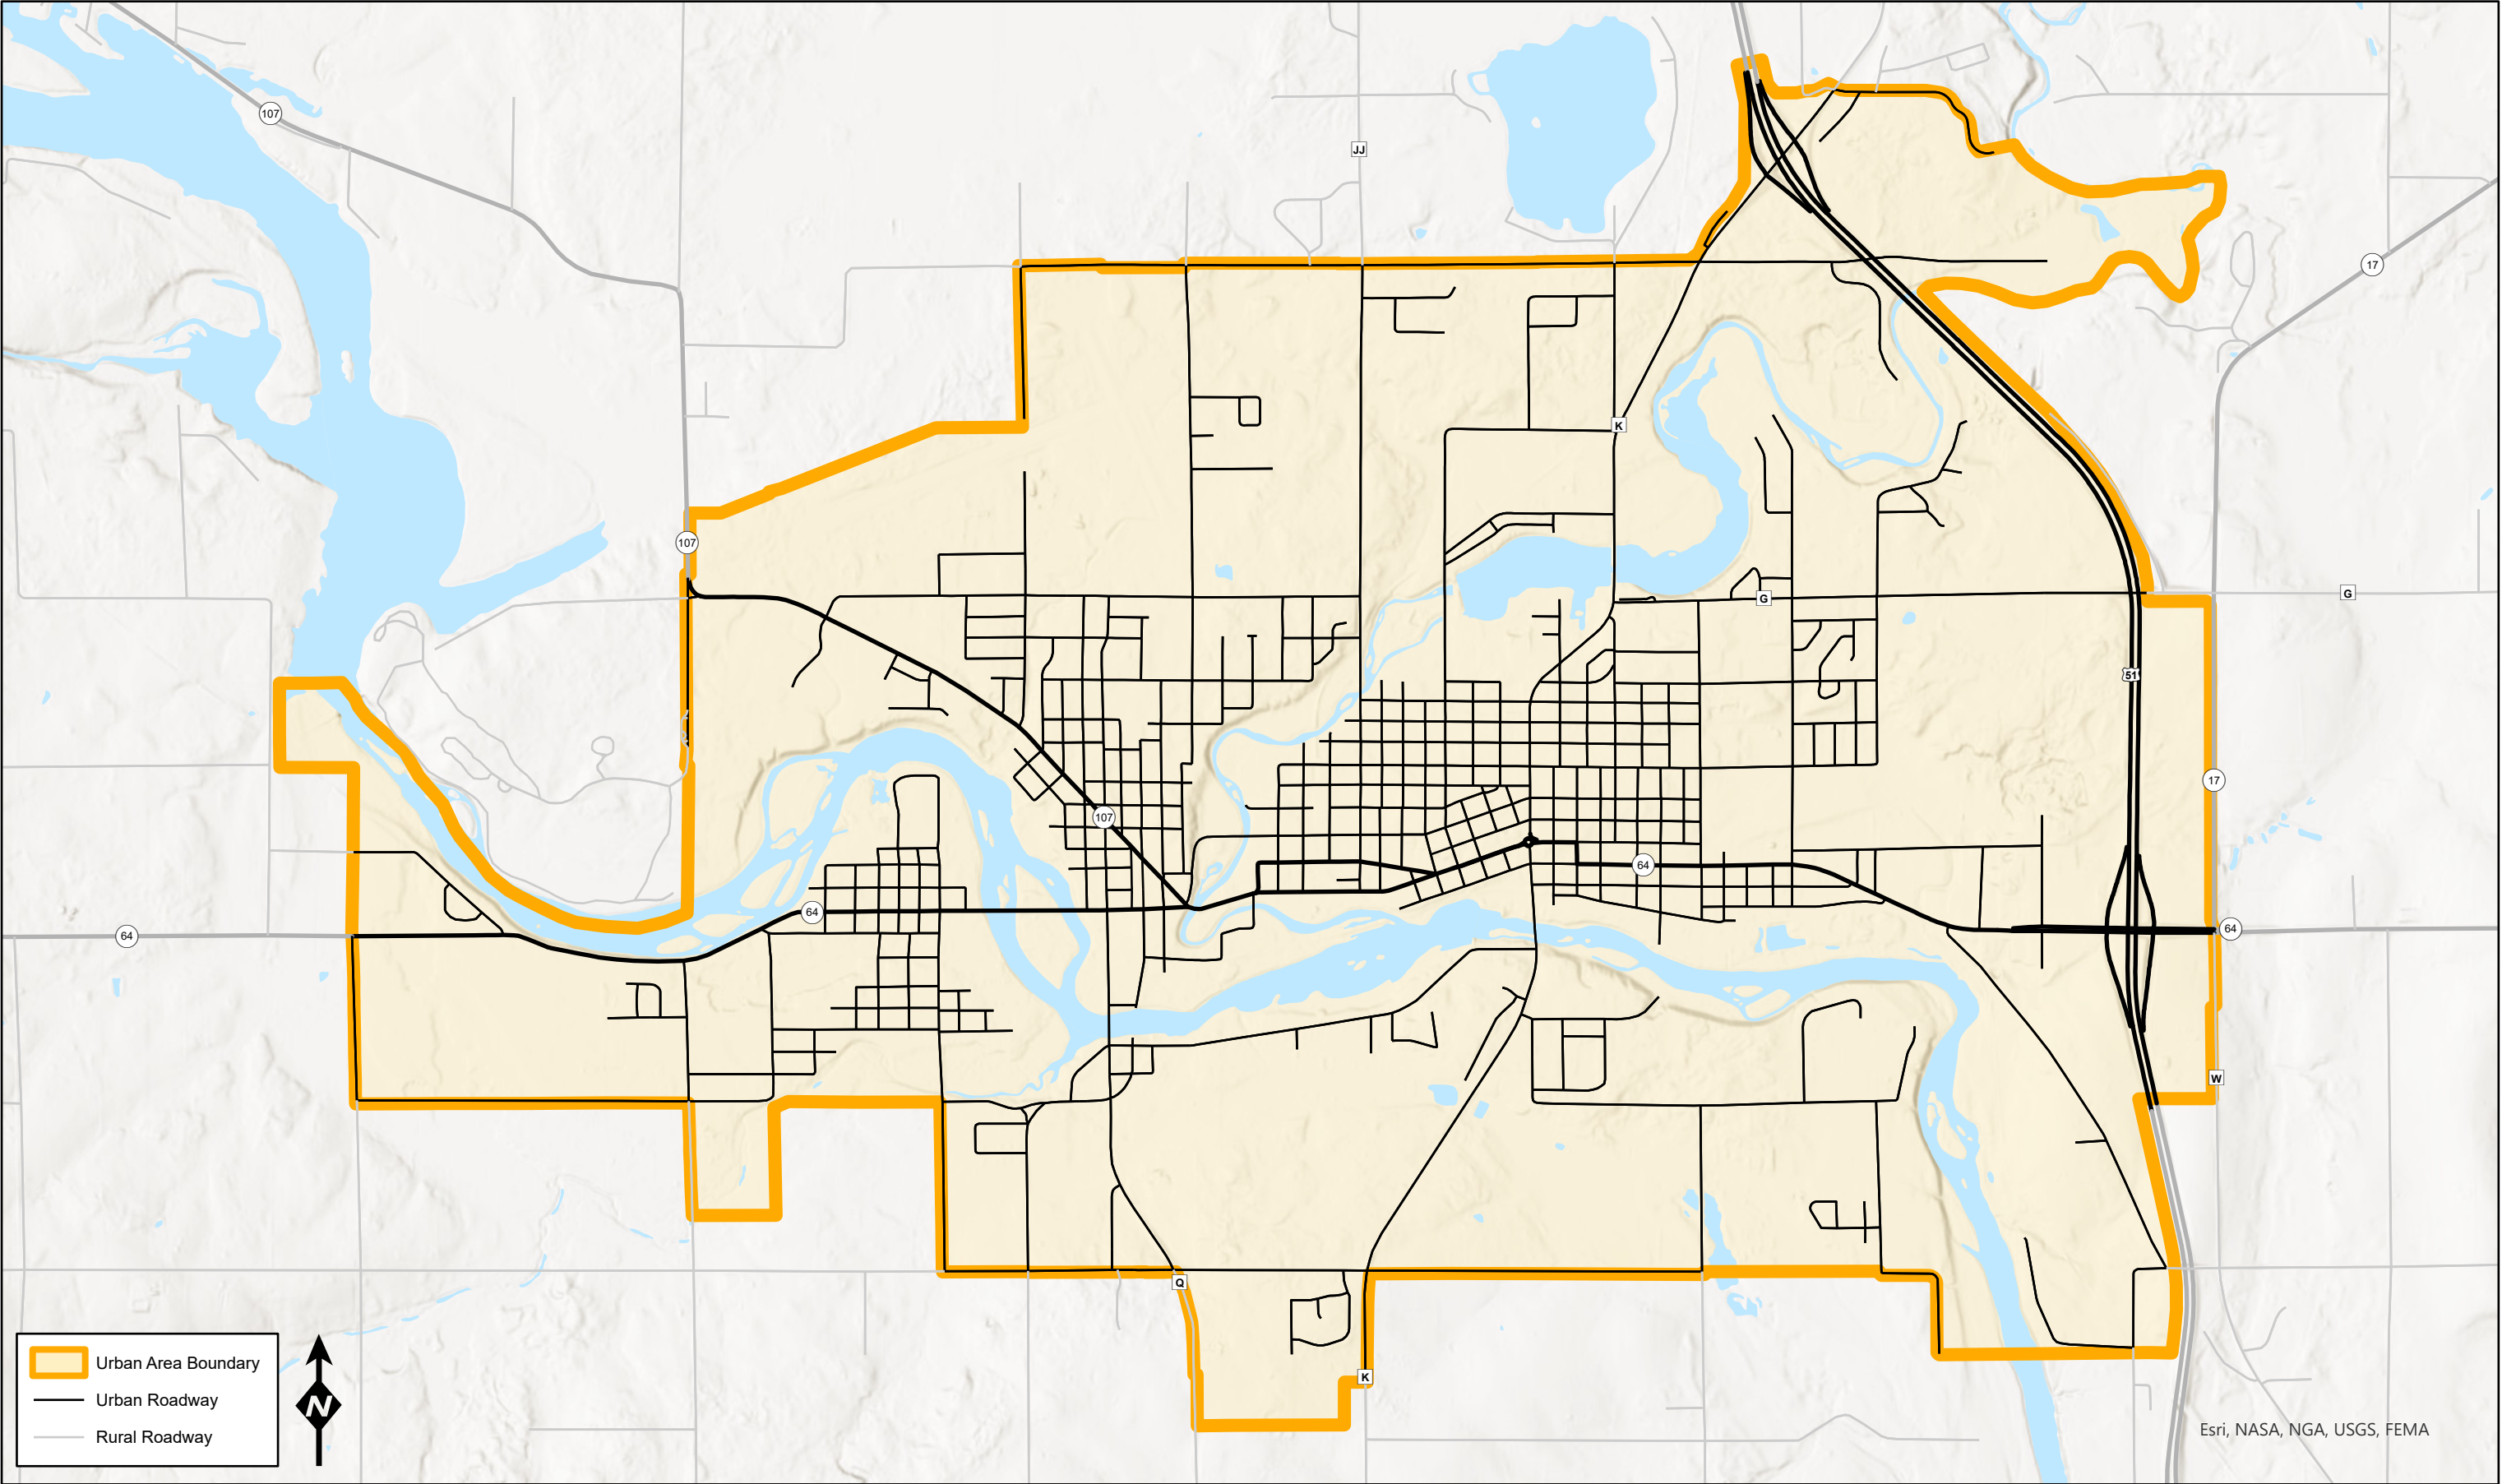 107
JJ
17
K
107
G
G
51
17
107
64
64
64
64
W
Q
K
Urban Area Boundary
Urban Roadway
Rural Roadway
N
Esri, NASA, NGA, USGS, FEMA